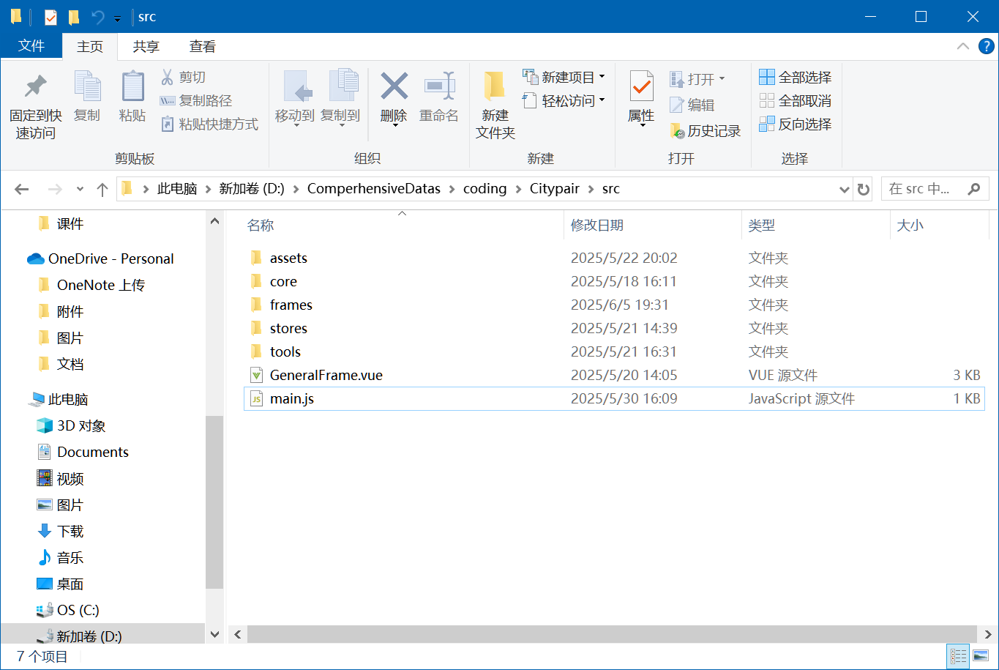 src
文件 主页 共享 查看
固定到快速访问
复制
粘贴
剪切
复制路径
粘贴快捷方式
剪贴板
移动到
复制到
删除
重命名
组织
新建文件夹
新建项目
轻松访问
新建
属性
打开
编辑
历史记录
打开
全部选择
全部取消
反向选择
选择
此电脑 新加卷 (D:) ComperhensiveDatas coding Citypair src
在 src 中...
课件
OneDrive - Personal
OneNote 上传
附件
图片
文档
此电脑
3D 对象
Documents
视频
图片
下载
音乐
桌面
OS (C:)
新加卷 (D:)
名称 修改日期 类型 大小
assets 2025/5/22 20:02 文件夹
core 2025/5/18 16:11 文件夹
frames 2025/6/5 19:31 文件夹
stores 2025/5/21 14:39 文件夹
tools 2025/5/21 16:31 文件夹
GeneralFrame.vue 2025/5/20 14:05 VUE 源文件 3 KB
main.js 2025/5/30 16:09 JavaScript 源文件 1 KB
7 个项目